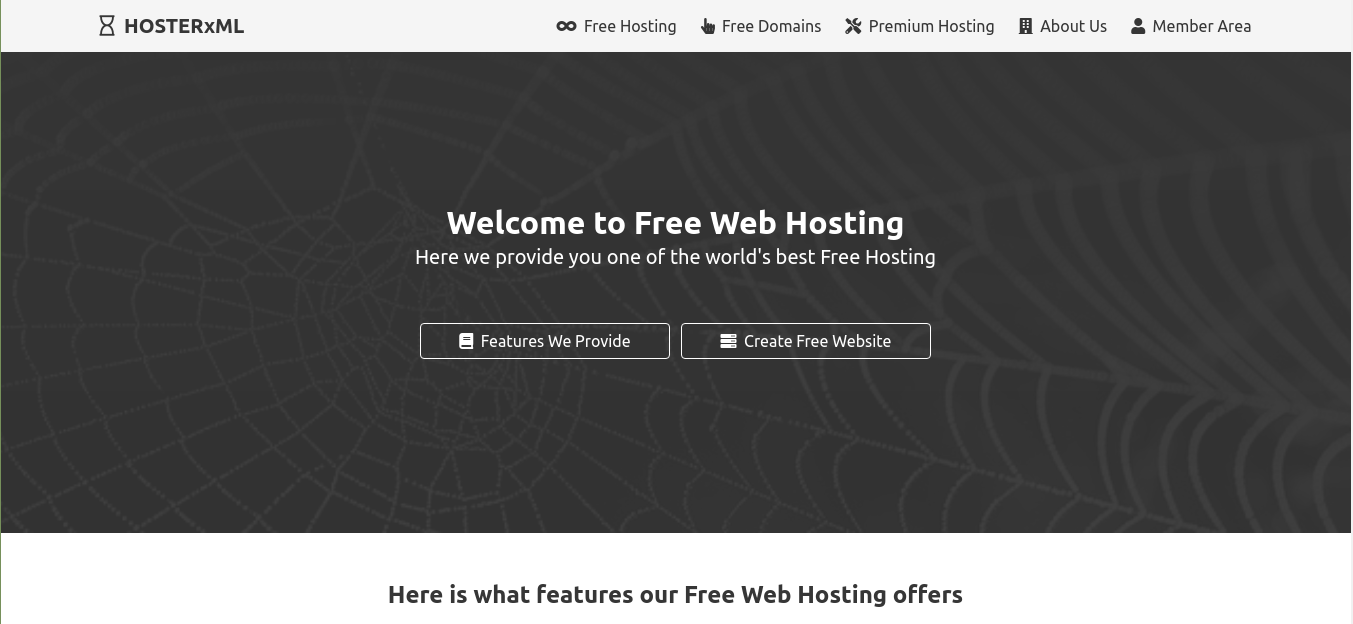 HOSTERxML
Free Hosting
Free Domains
Premium Hosting
About Us
Member Area
Welcome to Free Web Hosting
Here we provide you one of the world's best Free Hosting
Features We Provide
Create Free Website
Here is what features our Free Web Hosting offers